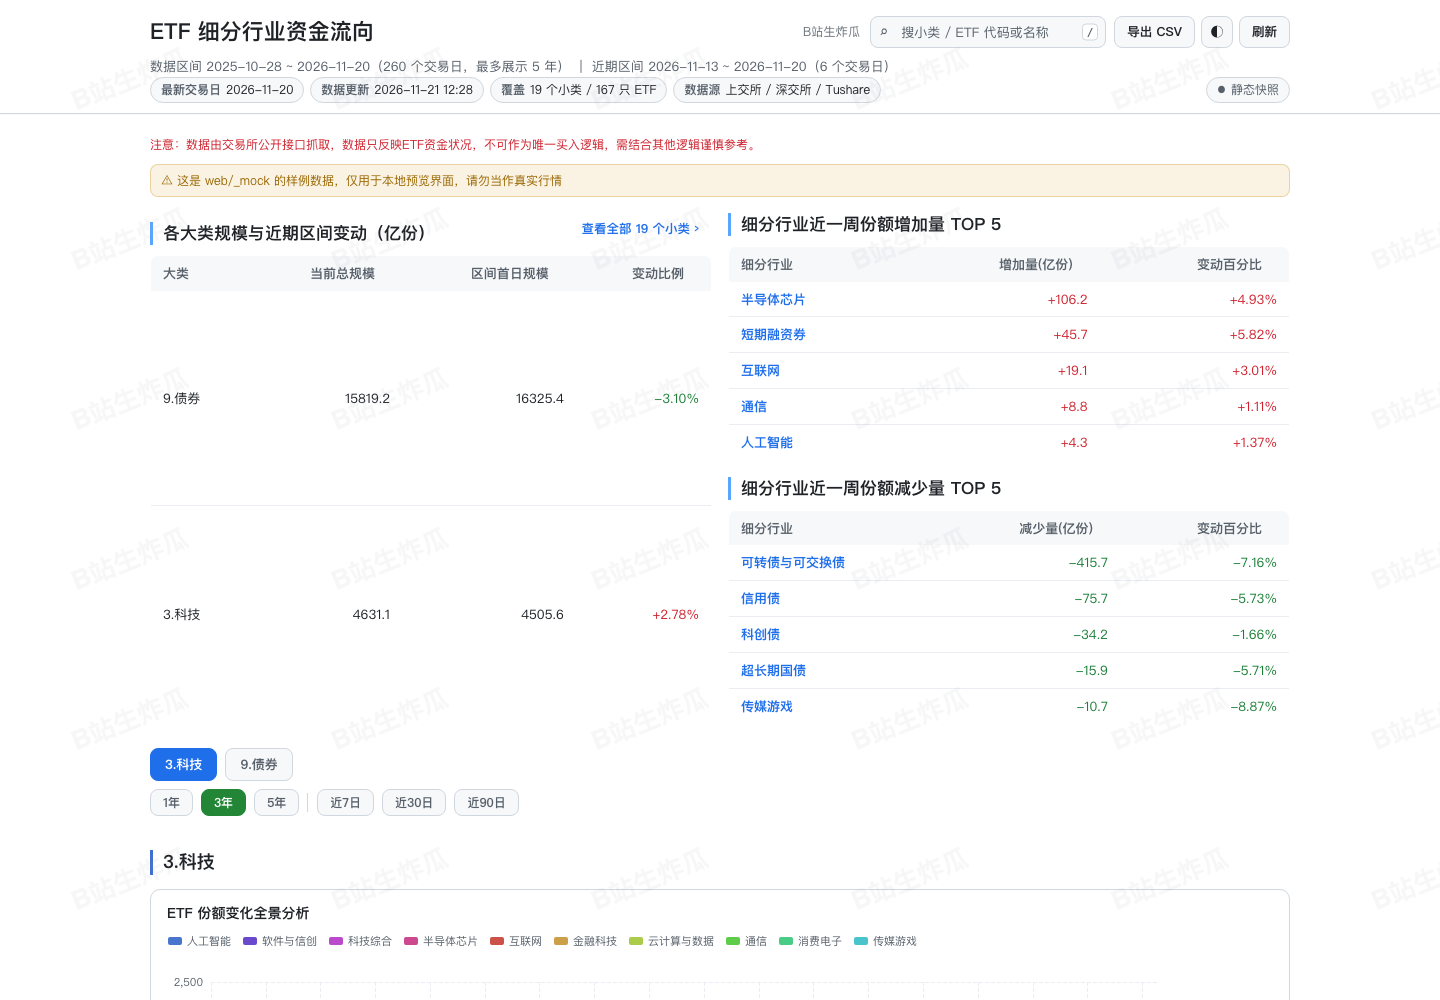 ETF 细分行业资金流向
B站生炸瓜
搜小类 / ETF 代码或名称
/
导出 CSV
刷新
数据区间 2025-10-28 ~ 2026-11-20（260 个交易日，最多展示 5 年） | 近期区间 2026-11-13 ~ 2026-11-20（6 个交易日）
最新交易日 2026-11-20
数据更新 2026-11-21 12:28
覆盖 19 个小类 / 167 只 ETF
数据源 上交所 / 深交所 / Tushare
静态快照
注意：数据由交易所公开接口抓取，数据只反映ETF资金状况，不可作为唯一买入逻辑，需结合其他逻辑谨慎参考。
⚠ 这是 web/_mock 的样例数据，仅用于本地预览界面，请勿当作真实行情
各大类规模与近期区间变动（亿份）
查看全部 19 个小类 ›
大类 当前总规模 区间首日规模 变动比例
9.债券 15819.2 16325.4 -3.10%
3.科技 4631.1 4505.6 +2.78%
细分行业近一周份额增加量 TOP 5
细分行业 增加量(亿份) 变动百分比
半导体芯片 +106.2 +4.93%
短期融资券 +45.7 +5.82%
互联网 +19.1 +3.01%
通信 +8.8 +1.11%
人工智能 +4.3 +1.37%
细分行业近一周份额减少量 TOP 5
细分行业 减少量(亿份) 变动百分比
可转债与可交换债 -415.7 -7.16%
信用债 -75.7 -5.73%
科创债 -34.2 -1.66%
超长期国债 -15.9 -5.71%
传媒游戏 -10.7 -8.87%
3.科技
9.债券
1年
3年
5年
近7日
近30日
近90日
3.科技
ETF 份额变化全景分析
人工智能 软件与信创 科技综合 半导体芯片 互联网 金融科技 云计算与数据 通信 消费电子 传媒游戏
2,500